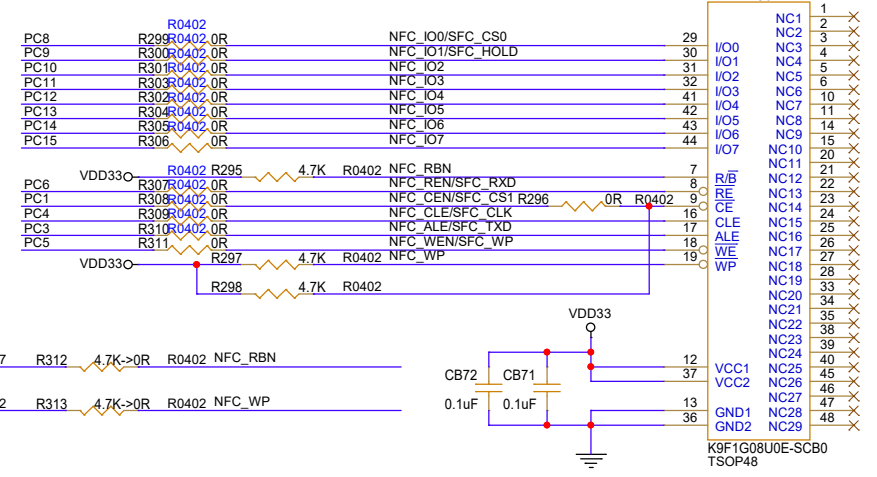 R0402
PC8 R299 R0402 0R NFC_IO0/SFC_CS0 29 I/O0 NC1 1
PC9 R300 R0402 0R NFC_IO1/SFC_HOLD 30 I/O1 NC2 2
PC10 R301 R0402 0R NFC_IO2 31 I/O2 NC3 3
PC11 R303 R0402 0R NFC_IO3 32 I/O3 NC4 4
PC12 R302 R0402 0R NFC_IO4 41 I/O4 NC5 5
PC13 R304 R0402 0R NFC_IO5 42 I/O5 NC6 6
PC14 R305 R0402 0R NFC_IO6 43 I/O6 NC7 10
PC15 R306 0R NFC_IO7 44 I/O7 NC8 11
NC9 14
NC10 15
NC11 20
VDD33 R0402 R295 4.7K R0402 NFC_RBN 7 R/B NC12 21
PC6 R307 R0402 0R NFC_REN/SFC_RXD 8 RE NC13 22
PC1 R308 R0402 0R NFC_CEN/SFC_CS1 R296 0R R0402 9 CE NC14 23
PC4 R309 R0402 0R NFC_CLE/SFC_CLK 16 CLE NC15 24
PC3 R310 R0402 0R NFC_ALE/SFC_TXD 17 ALE NC16 25
PC5 R311 0R NFC_WEN/SFC_WP 18 WE NC17 26
VDD33 R297 4.7K R0402 NFC_WP 19 WP NC18 27
NC19 28
R298 4.7K R0402 NC20 33
NC21 34
VDD33 NC22 35
NC23 38
NC24 39
7 R312 4.7K->0R R0402 NFC_RBN 12 VCC1 NC25 40
CB72 CB71 37 VCC2 NC26 45
NC27 46
2 R313 4.7K->0R R0402 NFC_WP 0.1uF 0.1uF 13 GND1 NC28 47
36 GND2 NC29 48
K9F1G08U0E-SCB0
TSOP48